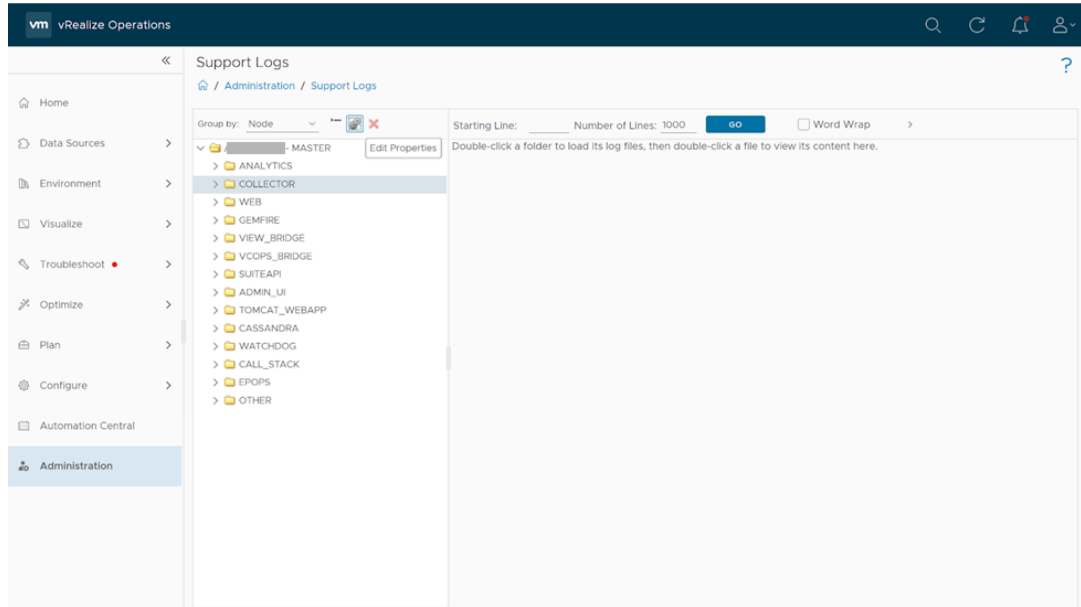 vm vRealize Operations
Support Logs
?
/ Administration / Support Logs
Home
Data Sources
Environment
Visualize
Troubleshoot
Optimize
Plan
Configure
Automation Central
Administration
Group by: Node
Edit Properties
- MASTER
ANALYTICS
COLLECTOR
WEB
GEMFIRE
VIEW_BRIDGE
VCOPS_BRIDGE
SUITEAPI
ADMIN_UI
TOMCAT_WEBAPP
CASSANDRA
WATCHDOG
CALL_STACK
EPOPS
OTHER
Starting Line: Number of Lines: 1000 GO Word Wrap
Double-click a folder to load its log files, then double-click a file to view its content here.